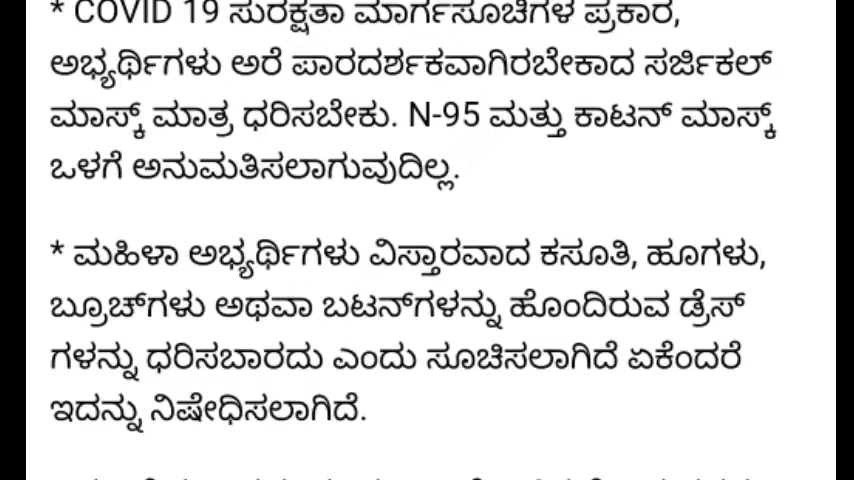 * COVID 19 ಸುರಕ್ಷತಾ ಮಾರ್ಗಸೂಚಿಗಳ ಪ್ರಕಾರ,
ಅಭ್ಯರ್ಥಿಗಳು ಅರೆ ಪಾರದರ್ಶಕವಾಗಿರಬೇಕಾದ ಸರ್ಜಿಕಲ್
ಮಾಸ್ಕ್ ಮಾತ್ರ ಧರಿಸಬೇಕು. N-95 ಮತ್ತು ಕಾಟನ್ ಮಾಸ್ಕ್
ಒಳಗೆ ಅನುಮತಿಸಲಾಗುವುದಿಲ್ಲ.
* ಮಹಿಳಾ ಅಭ್ಯರ್ಥಿಗಳು ವಿಸ್ತಾರವಾದ ಕಸೂತಿ, ಹೂಗಳು,
ಬ್ರೂಚ್‌ಗಳು ಅಥವಾ ಬಟನ್‌ಗಳನ್ನು ಹೊಂದಿರುವ ಡ್ರೆಸ್
ಗಳನ್ನು ಧರಿಸಬಾರದು ಎಂದು ಸೂಚಿಸಲಾಗಿದೆ ಏಕೆಂದರೆ
ಇದನ್ನು ನಿಷೇಧಿಸಲಾಗಿದೆ.